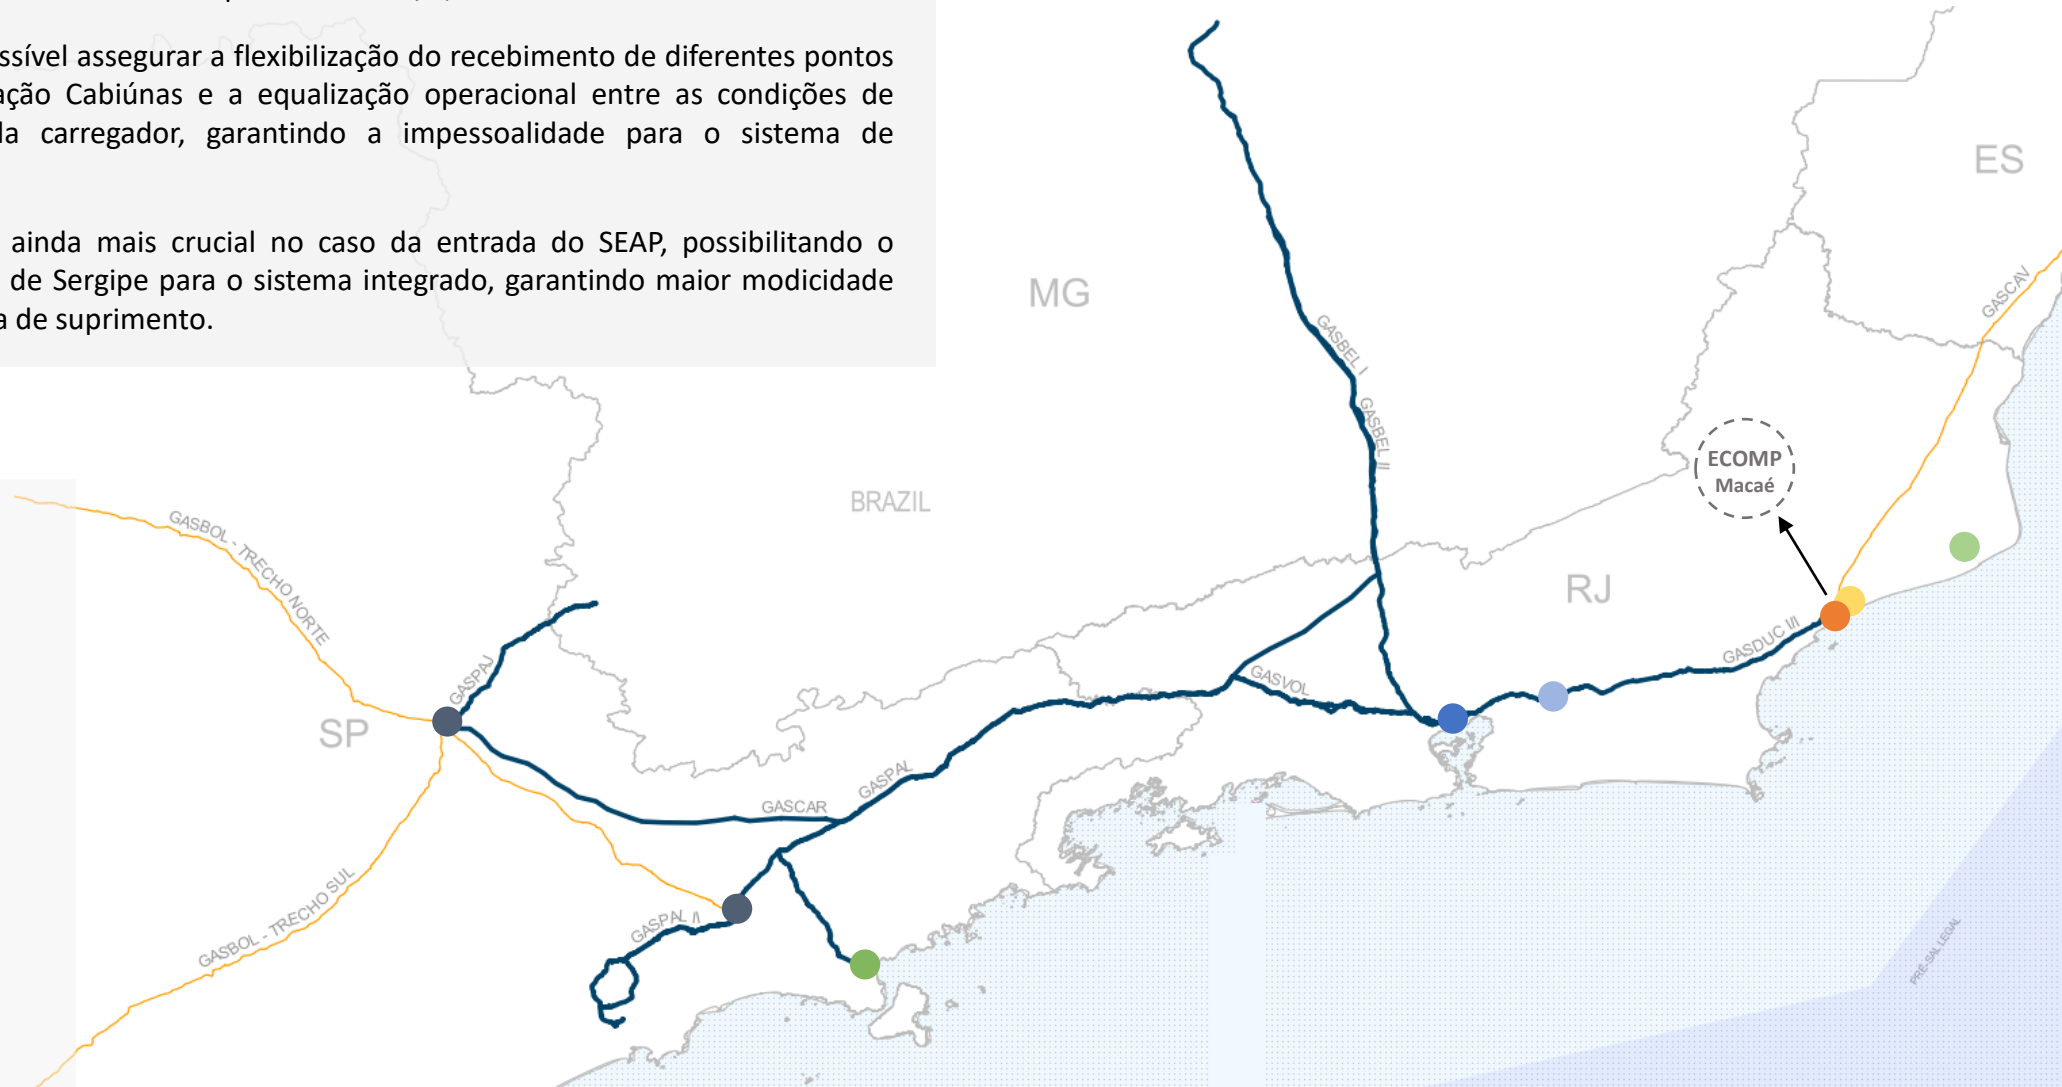 ssível assegurar a flexibilização do recebimento de diferentes pontos
ação Cabiúnas e a equalização operacional entre as condições de
da carregador, garantindo a impessoalidade para o sistema de
ainda mais crucial no caso da entrada do SEAP, possibilitando o
de Sergipe para o sistema integrado, garantindo maior modicidade
a de suprimento.
ES
GASCAV
MG
GASBEL I
GASBEL II
ECOMP
Macaé
BRAZIL
GASBOL - TRECHO NORTE
RJ
GASDUC I/I
GASPAJ
GASVOL
SP
GASPAL
GASCAR
GASBOL - TRECHO SUL
GASPAL /I
PRÉ-SAL LEGAL